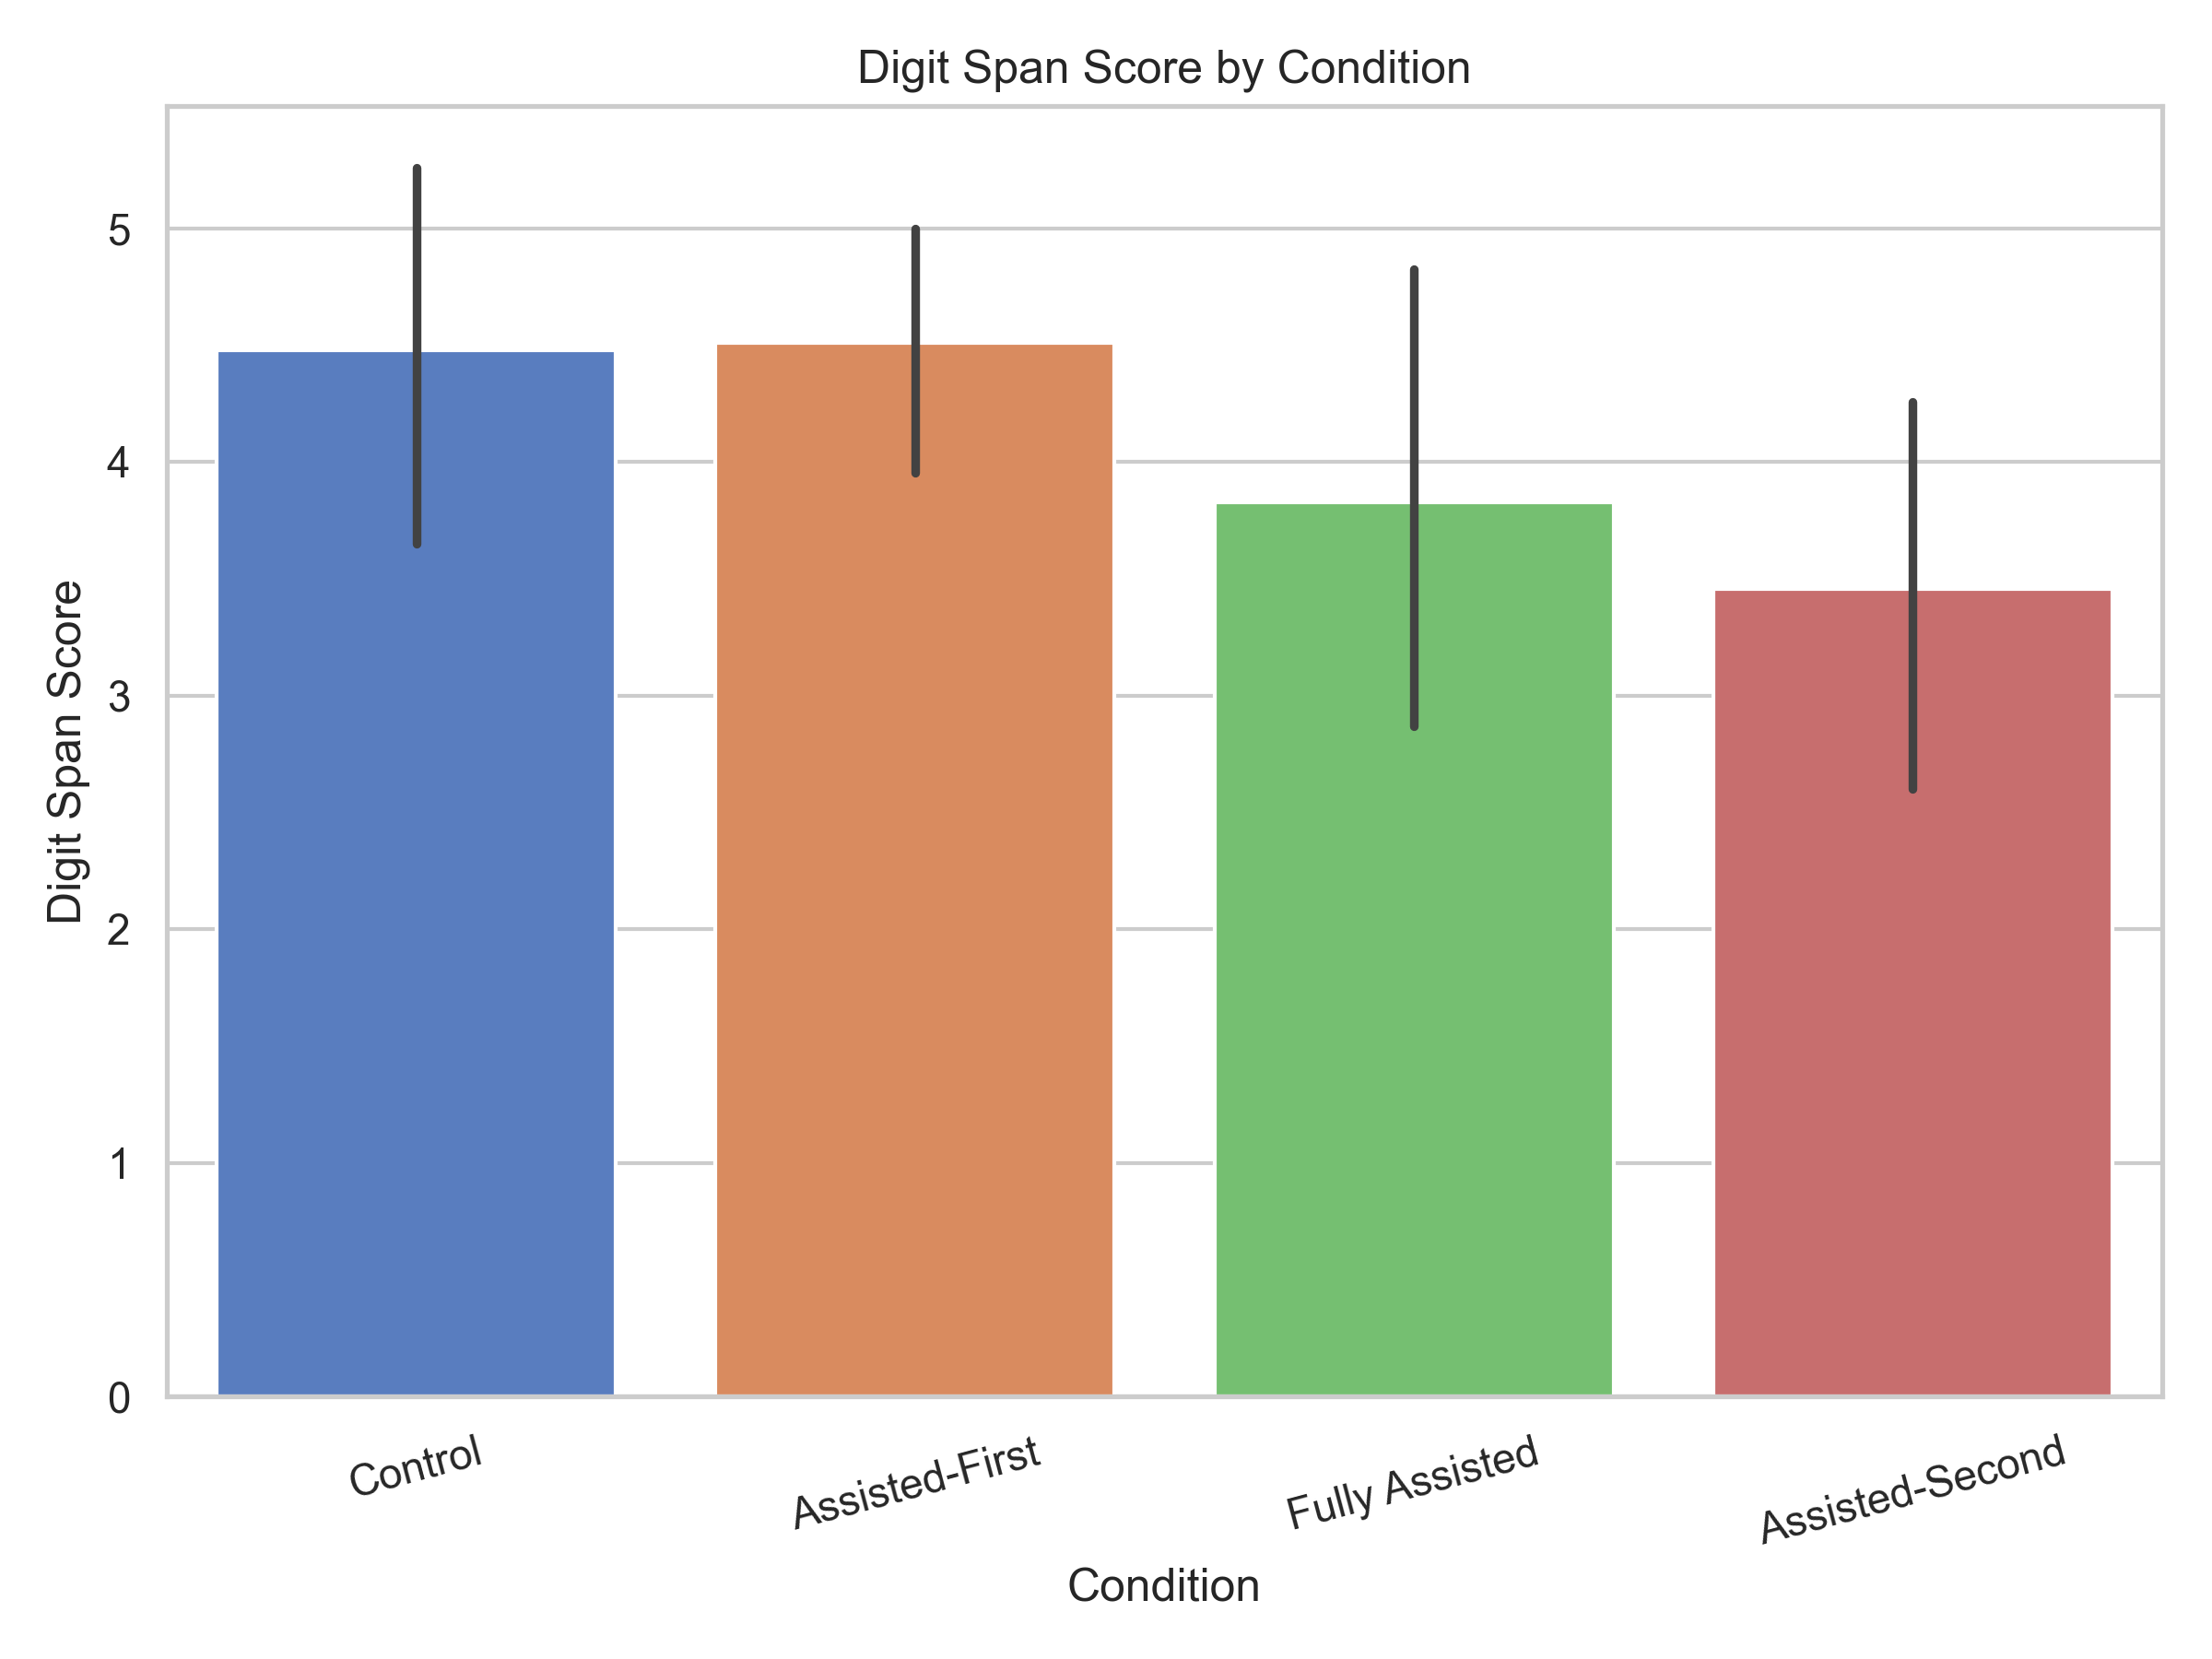 Digit Span Score by Condition
Digit Span Score
5
4
3
2
1
0
Control
Assisted-First
Fully Assisted
Assisted-Second
Condition